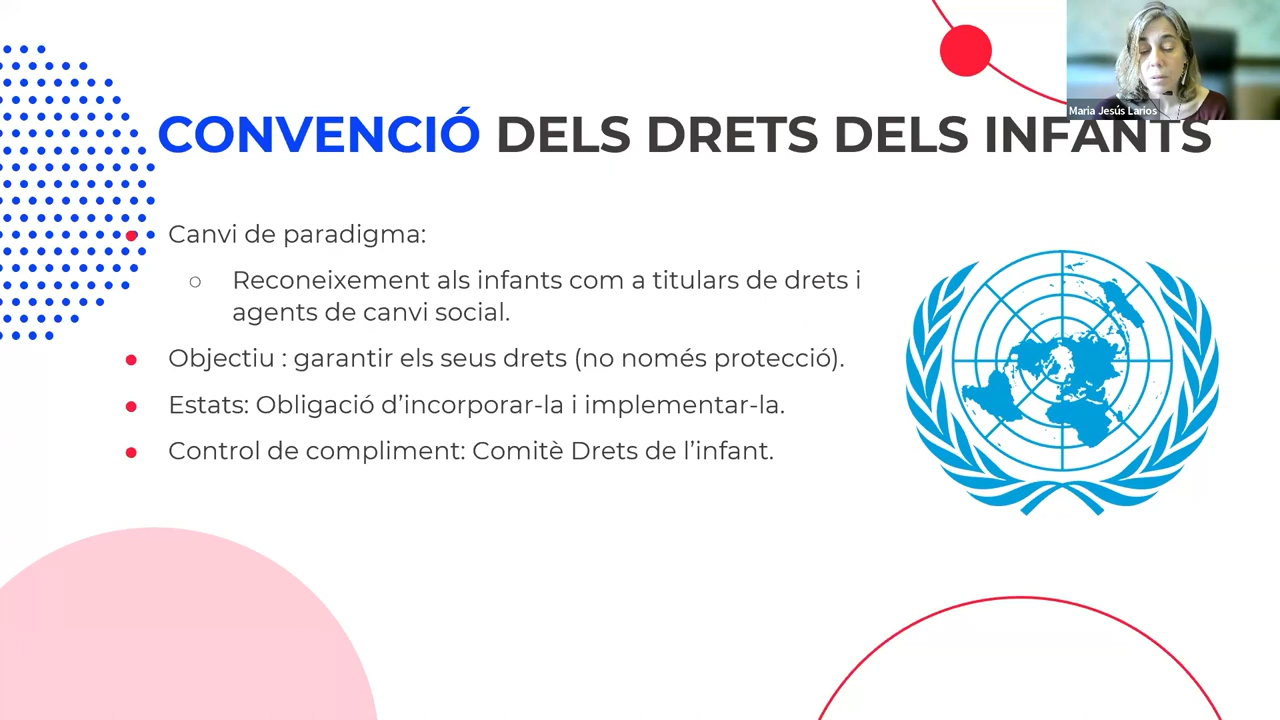 Maria Jesús Larios
CONVENCIÓ DELS DRETS DELS INFANTS
● Canvi de paradigma:
○ Reconeixement als infants com a titulars de drets i
agents de canvi social.
● Objectiu : garantir els seus drets (no només protecció).
● Estats: Obligació d’incorporar-la i implementar-la.
● Control de compliment: Comitè Drets de l’infant.